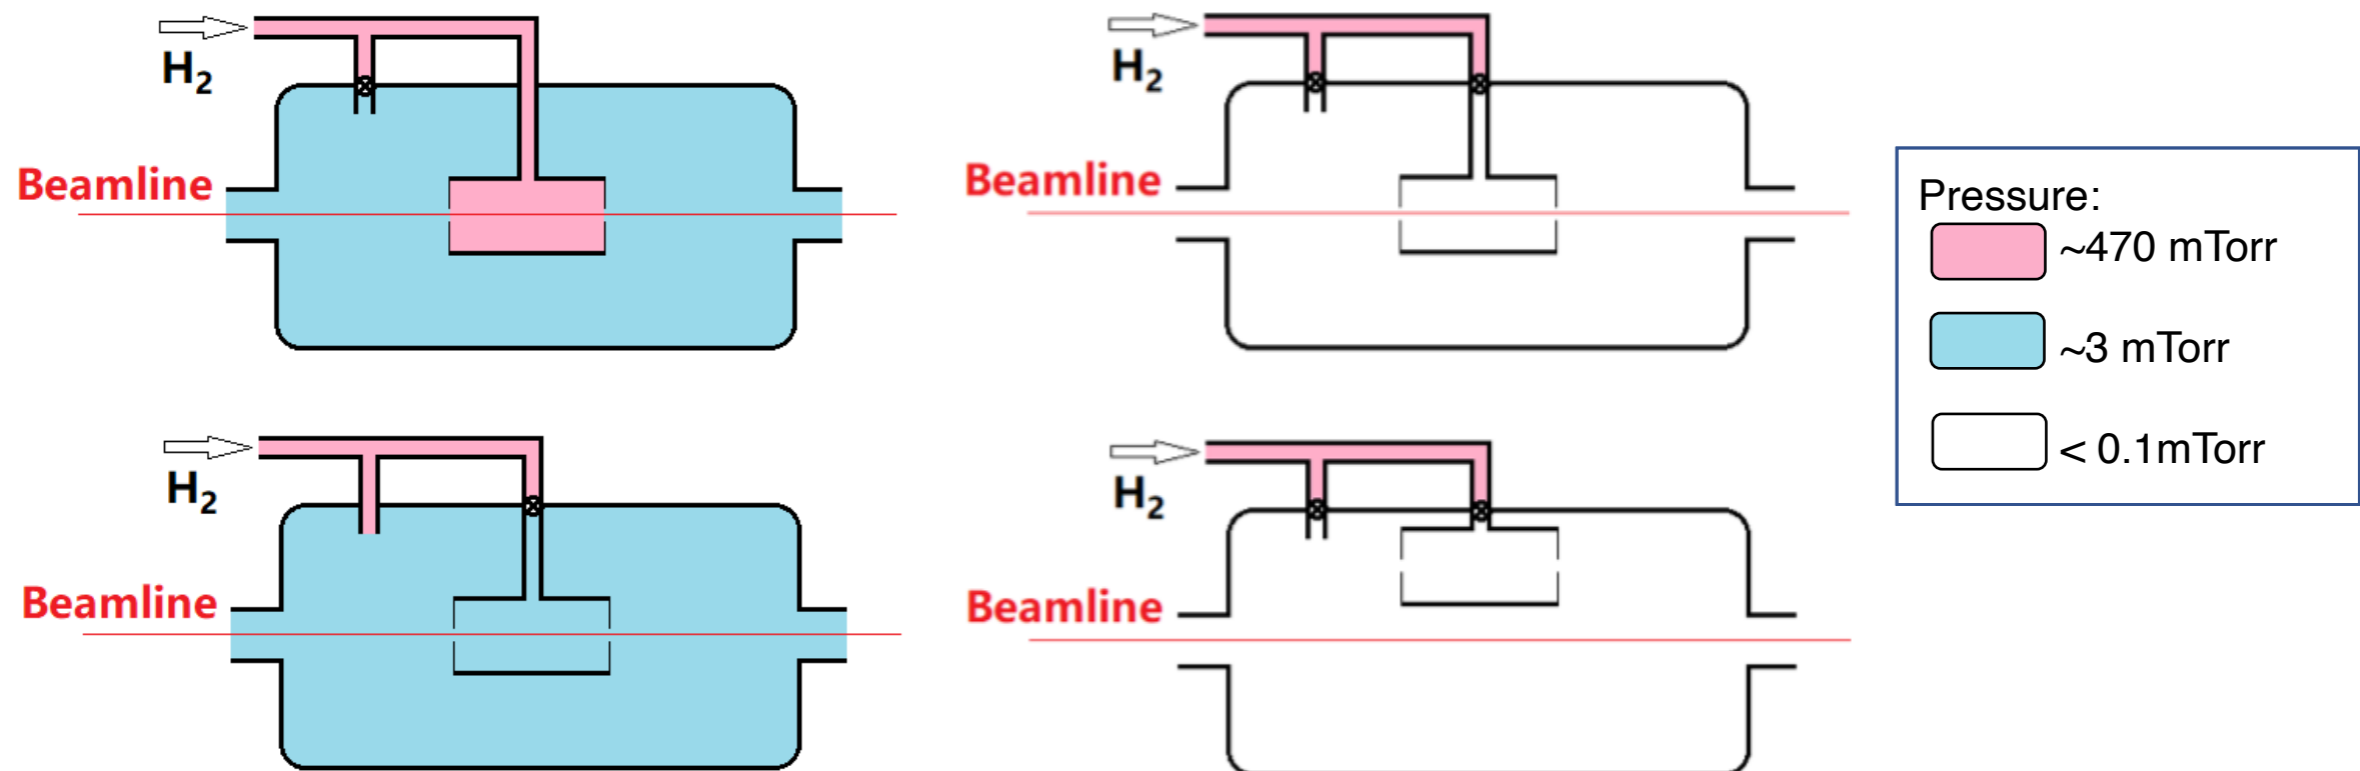 H₂
Beamline
H₂
Beamline
Pressure:
~470 mTorr
~3 mTorr
< 0.1mTorr
H₂
Beamline
H₂
Beamline